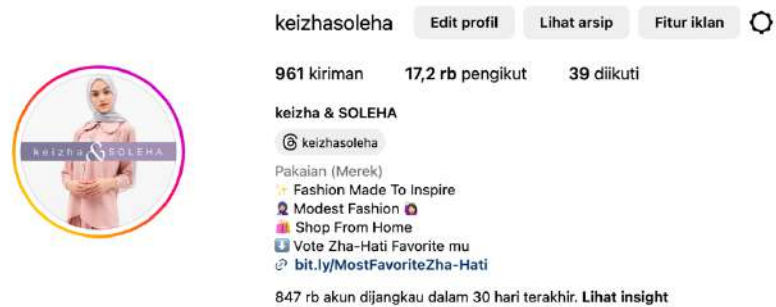 keizhasoleha Edit profil Lihat arsip Fitur iklan
961 kiriman 17,2 rb pengikut 39 diikuti
keizha & SOLEHA
keizha & SOLEHA
keizhasoleha
Pakaian (Merek)
✨ Fashion Made To Inspire
🧕 Modest Fashion 🙆
🛍️ Shop From Home
⬇️ Vote Zha-Hati Favorite mu
bit.ly/MostFavoriteZha-Hati
847 rb akun dijangkau dalam 30 hari terakhir. Lihat insight